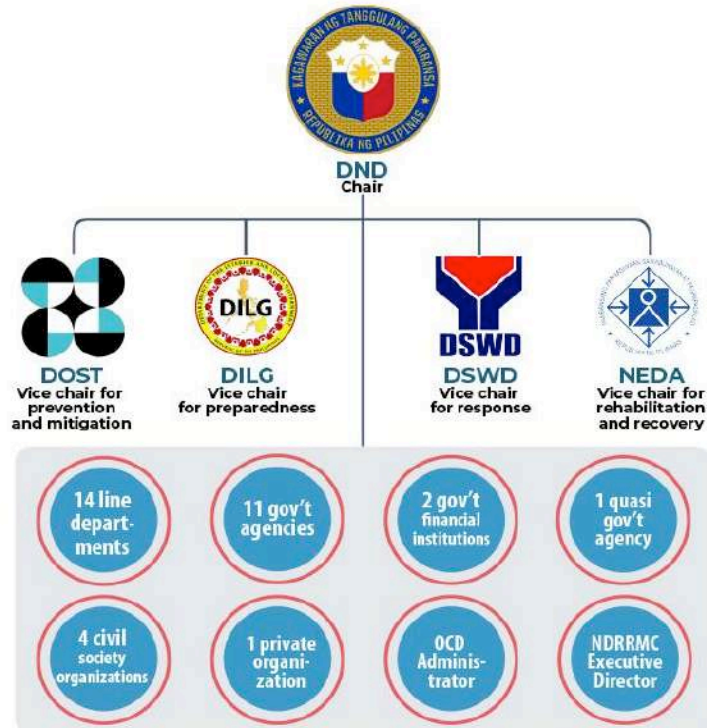 KAGAWARAN NG TANGGULANG PAMBANSA
REPUBLIKA NG PILIPINAS
DND
Chair
DILG
DSWD
DOST
Vice chair for
prevention
and mitigation
DILG
Vice chair
for preparedness
DSWD
Vice chair
for response
NEDA
Vice chair for
rehabilitation
and recovery
14 line
depart-
ments
11 gov't
agencies
2 gov't
financial
institutions
1 quasi
gov't
agency
4 civil
society
organizations
1 private
organi-
zation
OCD
Adminis-
trator
NDRRMC
Executive
Director